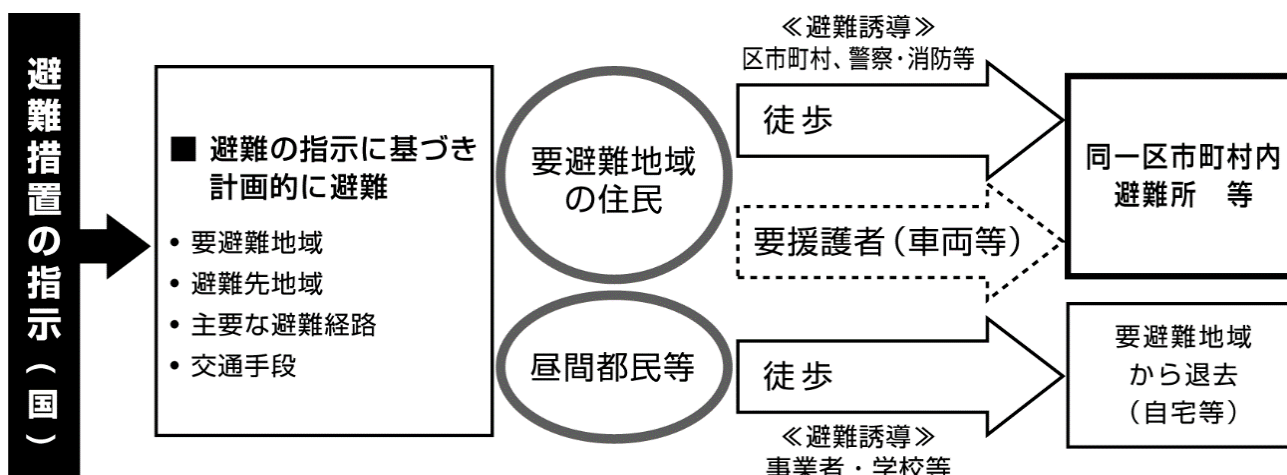 避難措置の指示（国）
■ 避難の指示に基づき
計画的に避難
• 要避難地域
• 避難先地域
• 主要な避難経路
• 交通手段
要避難地域
の住民
昼間都民等
≪避難誘導≫
区市町村、警察・消防等
徒歩
要援護者（車両等）
徒歩
≪避難誘導≫
事業者・学校等
同一区市町村内
避難所　等
要避難地域
から退去
（自宅等）